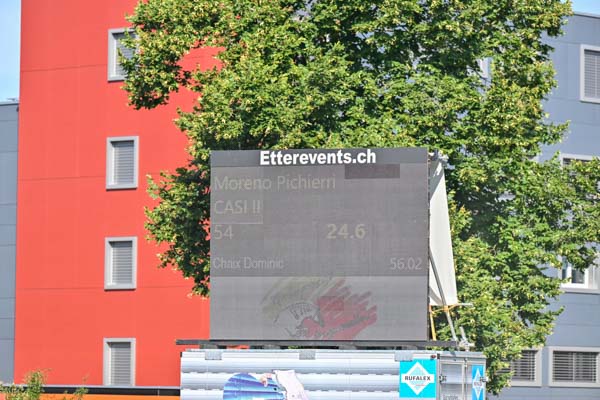 Etterevents.ch
Moreno Pichierri
CASI II
54 24.6
Chaix Dominic 56.02
RUFALEX